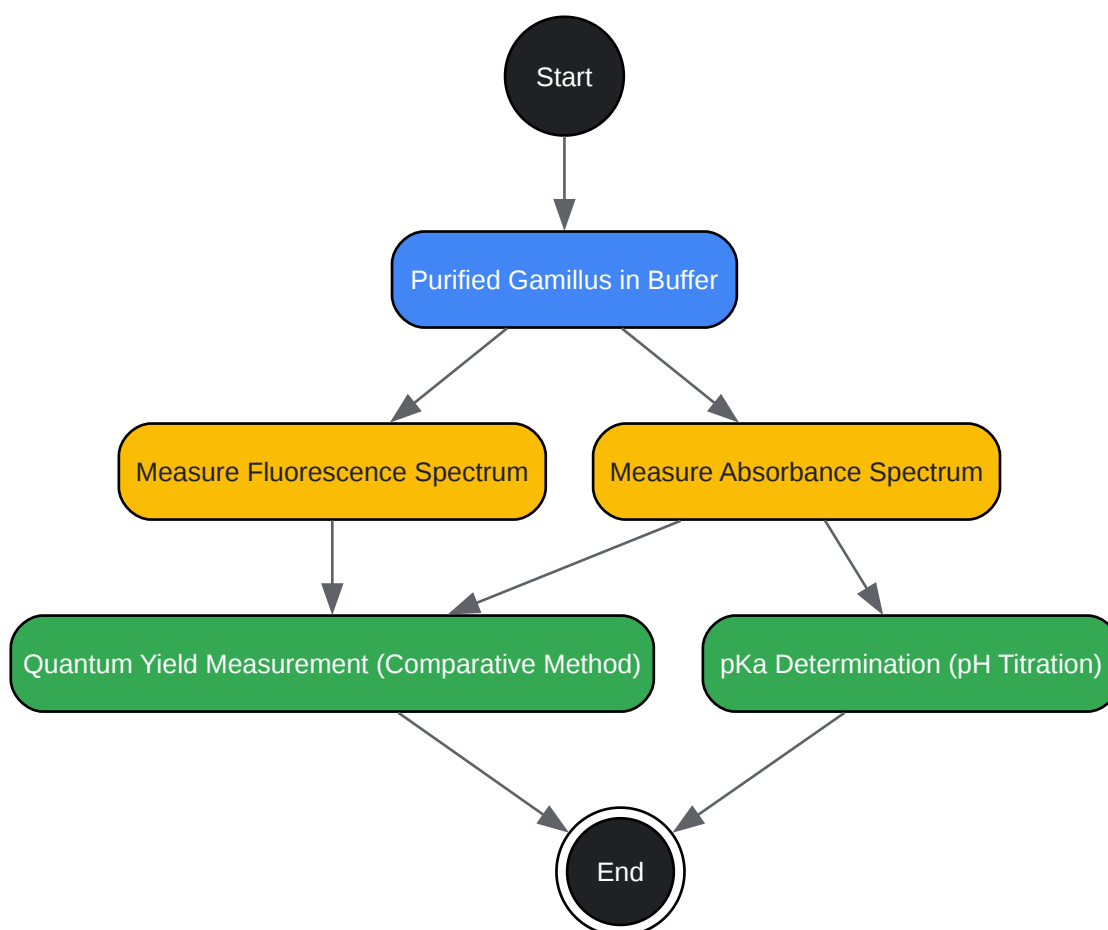 Start
Purified Gamillus in Buffer
Measure Fluorescence Spectrum
Measure Absorbance Spectrum
Quantum Yield Measurement (Comparative Method)
pKa Determination (pH Titration)
End